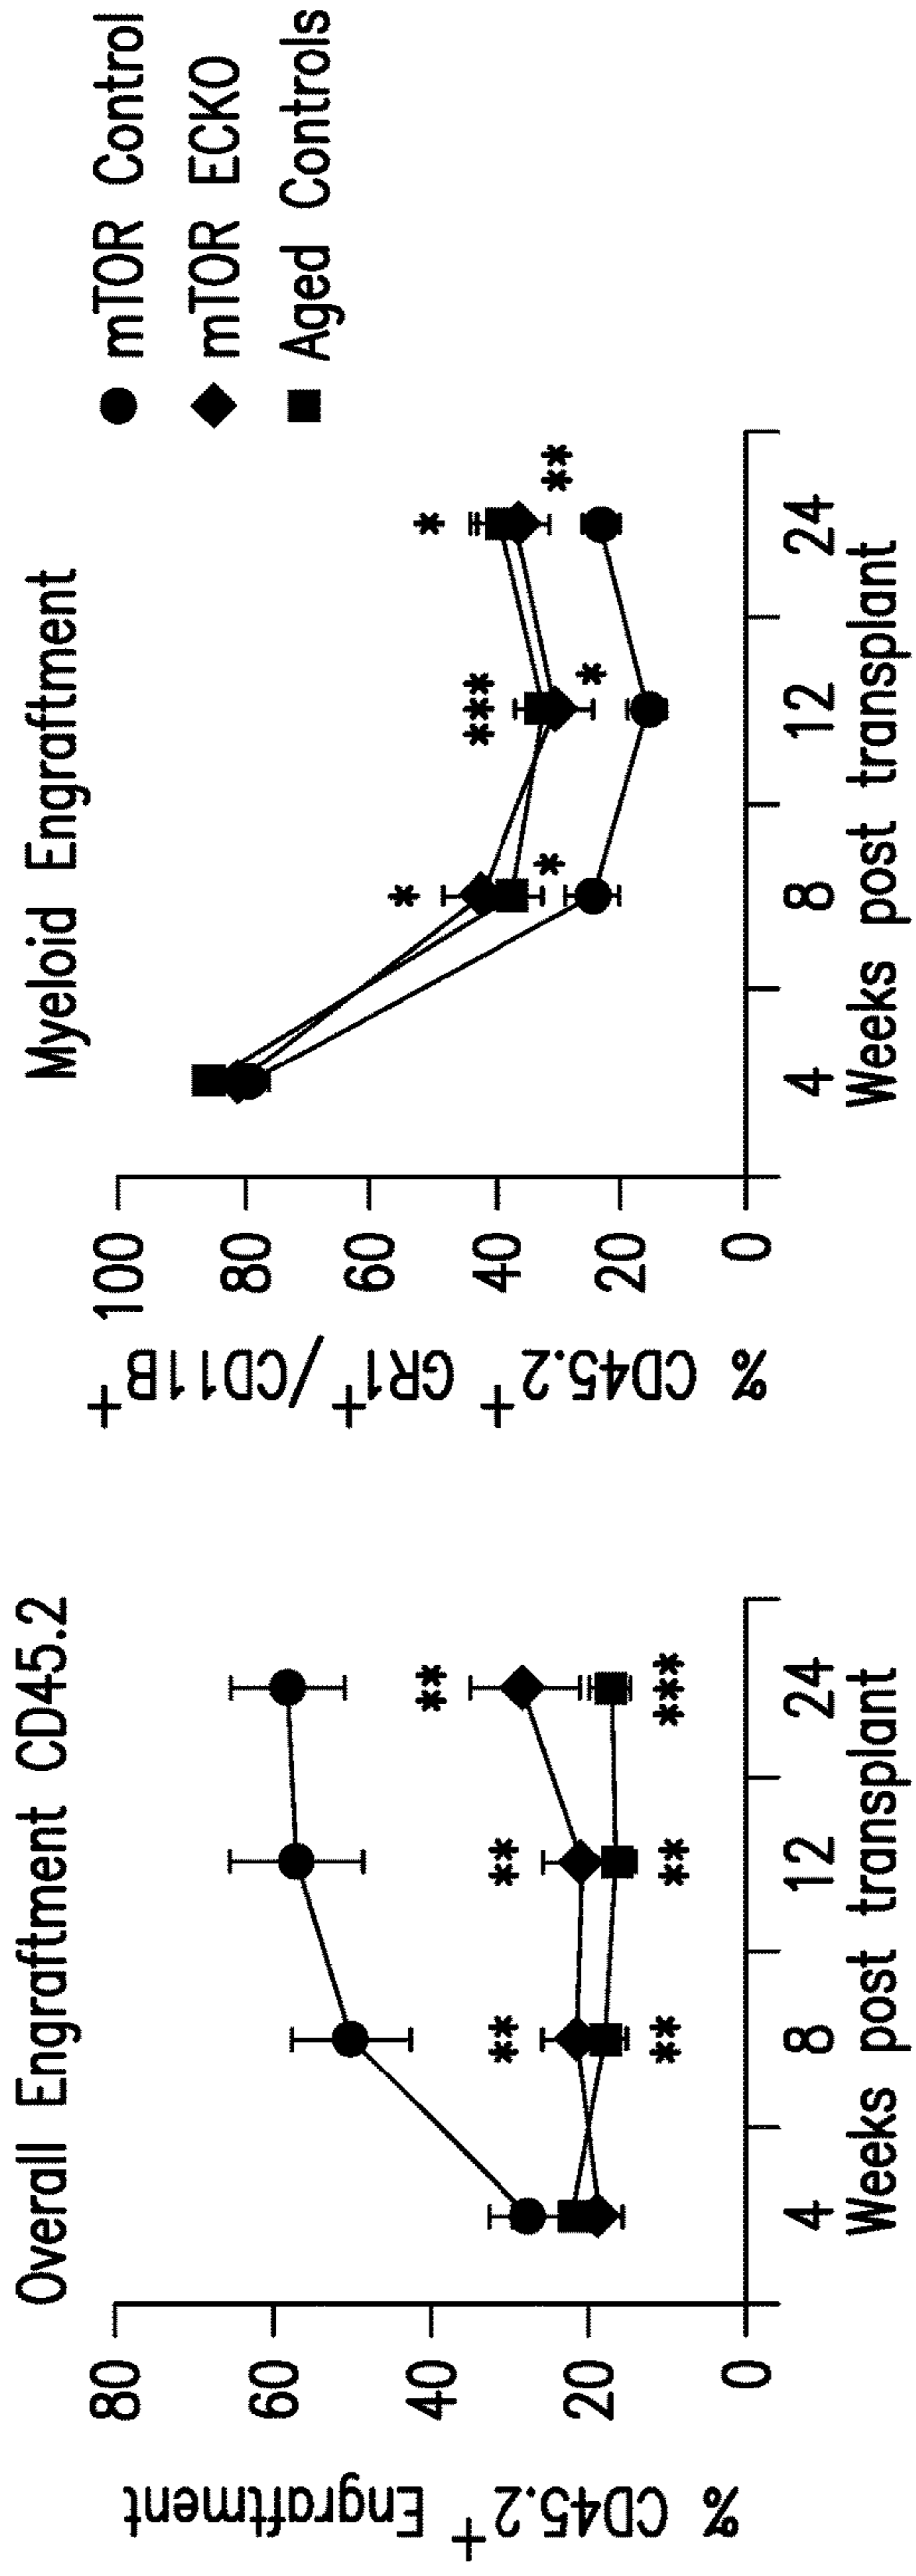 Overall Engraftment CD45.2
% CD45.2+ Engraftment
80
60
40
20
0
**
**
**
**
**
***
4 8 12 24
Weeks post transplant
Myeloid Engraftment
% CD45.2+ GR1+/CD11B+
100
80
60
40
20
0
*
*
***
*
*
**
4 8 12 24
Weeks post transplant
mTOR Control
mTOR ECKO
Aged Controls